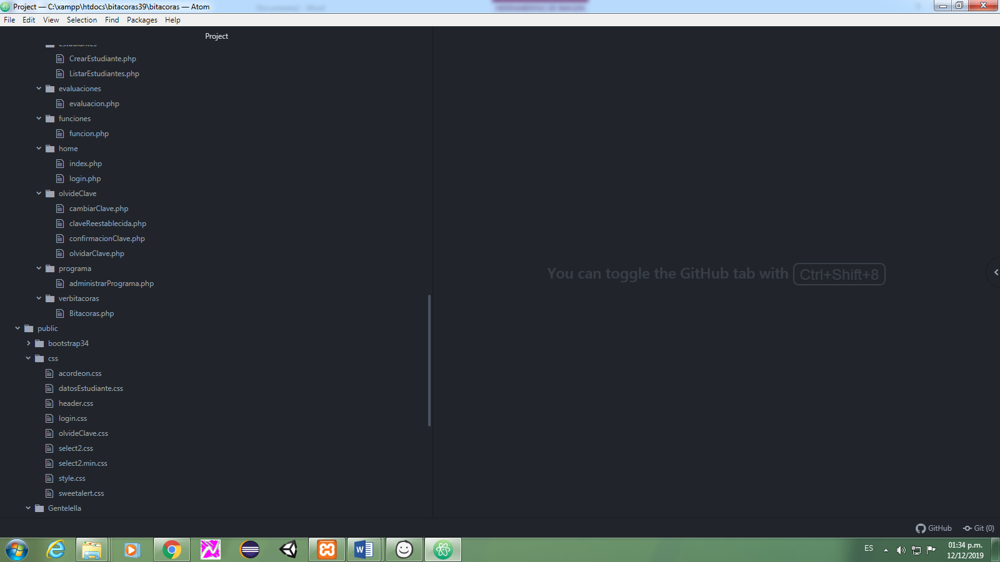 Project — C:\xampp\htdocs\bitacoras39\bitacoras — Atom
File Edit View Selection Find Packages Help
Project
estudiantes
CrearEstudiante.php
ListarEstudiantes.php
evaluaciones
evaluacion.php
funciones
funcion.php
home
index.php
login.php
olvideClave
cambiarClave.php
claveReestablecida.php
confirmacionClave.php
olvidarClave.php
programa
administrarPrograma.php
verbitacoras
Bitacoras.php
public
bootstrap34
css
acordeon.css
datosEstudiante.css
header.css
login.css
olvideClave.css
select2.css
select2.min.css
style.css
sweetalert.css
Gentelella
You can toggle the GitHub tab with Ctrl+Shift+8
GitHub Git (0)
ES
01:34 p.m.
12/12/2019